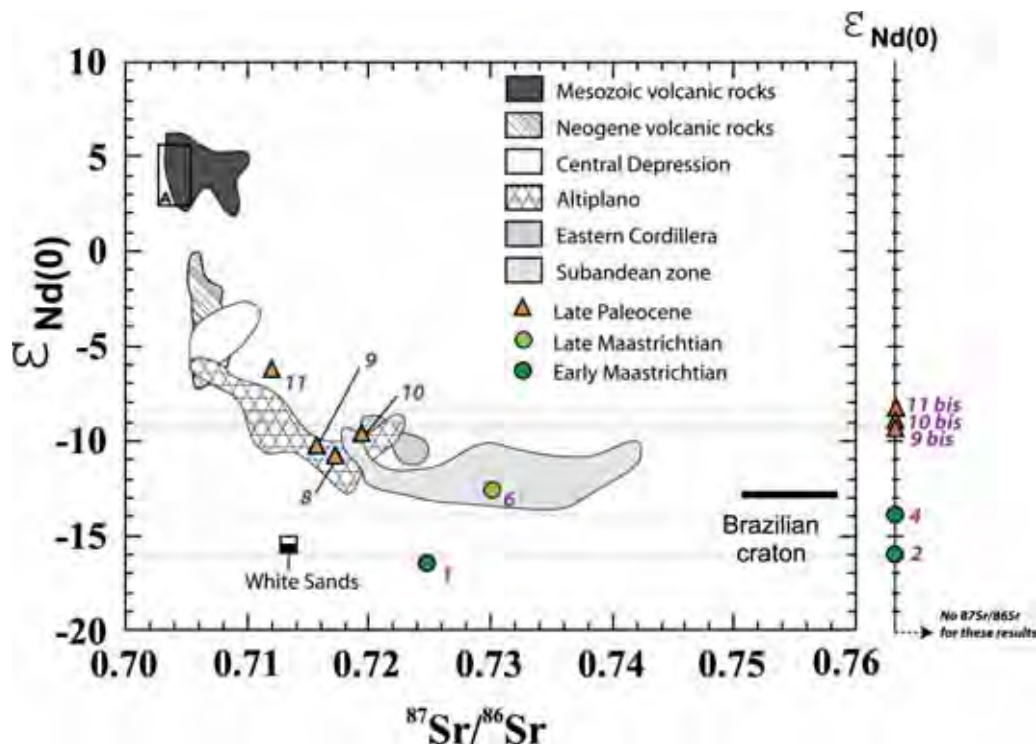 ε Nd(0)
10
5
0
-5
-10
-15
-20
ε Nd(0)
Mesozoic volcanic rocks
Neogene volcanic rocks
Central Depression
Altiplano
Eastern Cordillera
Subandean zone
Late Paleocene
Late Maastrichtian
Early Maastrichtian
A
11
9
10
8
6
1
White Sands
Brazilian
craton
11 bis
10 bis
9 bis
4
2
No 87Sr/86Sr
for these results
0.70
0.71
0.72
0.73
0.74
0.75
0.76
⁸⁷Sr/⁸⁶Sr